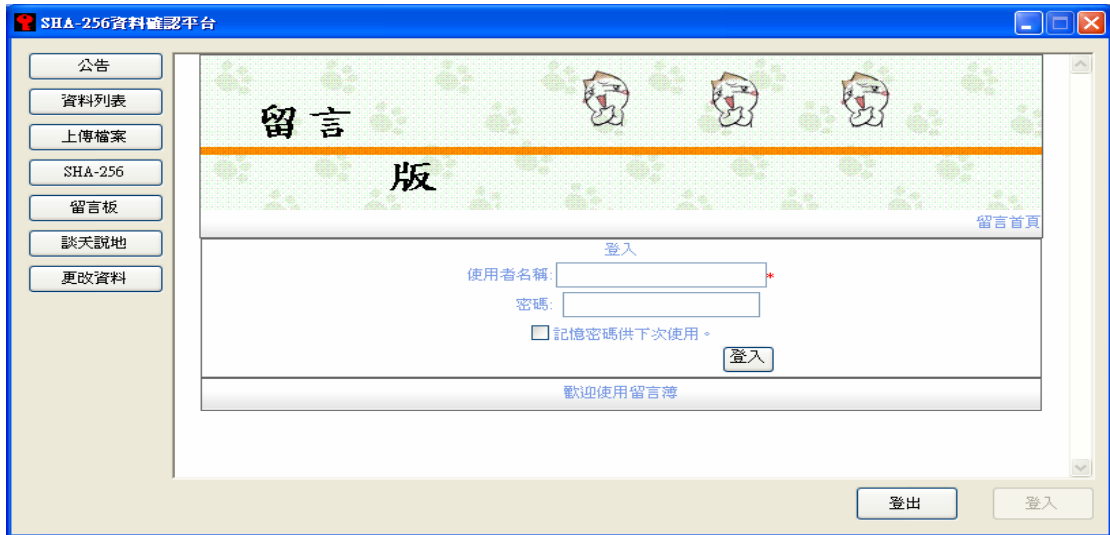 SHA-256資料確認平台
公告
資料列表
上傳檔案
SHA-256
留言板
談天說地
更改資料
留言
版
留言首頁
登入
使用者名稱:
*
密碼:
記憶密碼供下次使用。
登入
歡迎使用留言簿
登出
登入